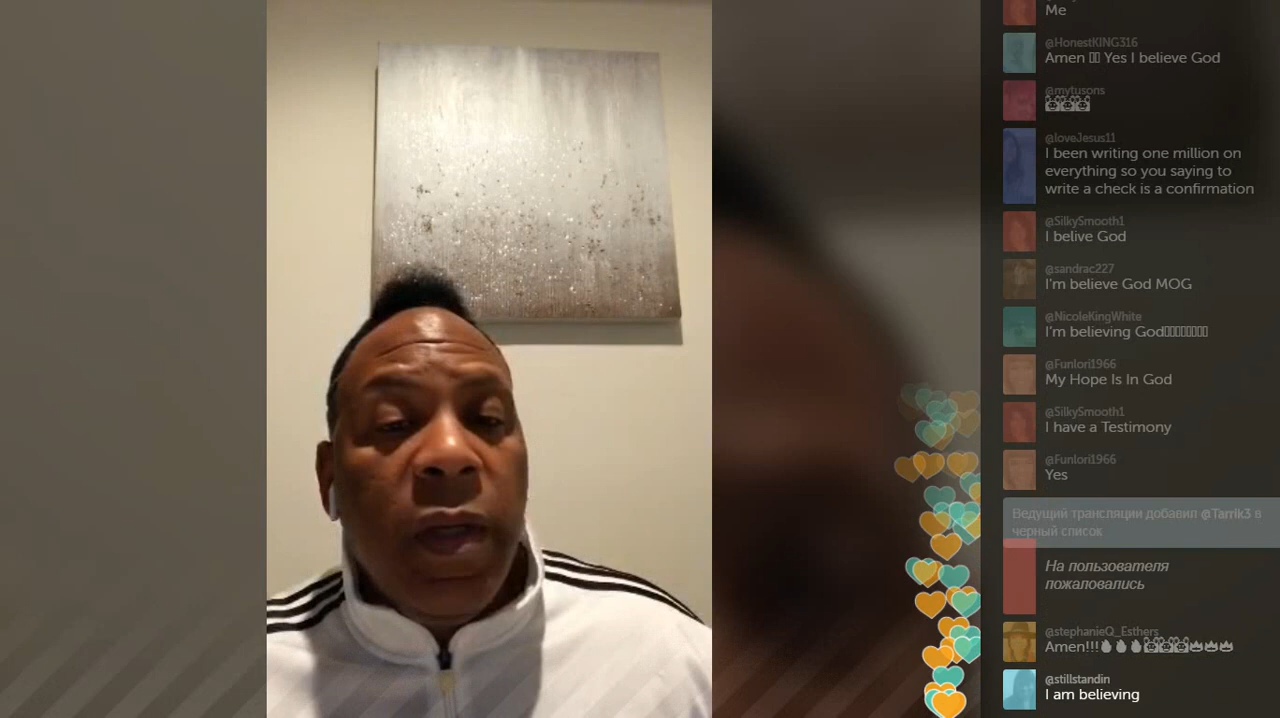 Me
@HonestKING316
Amen Yes I believe God
@mytusons
@loveJesus11
I been writing one million on
everything so you saying to
write a check is a confirmation
@SilkySmooth1
I belive God
@sandrac227
I'm believe God MOG
@NicoleKingWhite
I'm believing God
@Funlori1966
My Hope Is In God
@SilkySmooth1
I have a Testimony
@Funlori1966
Yes
Ведущий трансляции добавил @Tarrik3 в
черный список
На пользователя
пожаловались
@stephanieQ_Esthers
Amen!!!
@stillstandin
I am believing